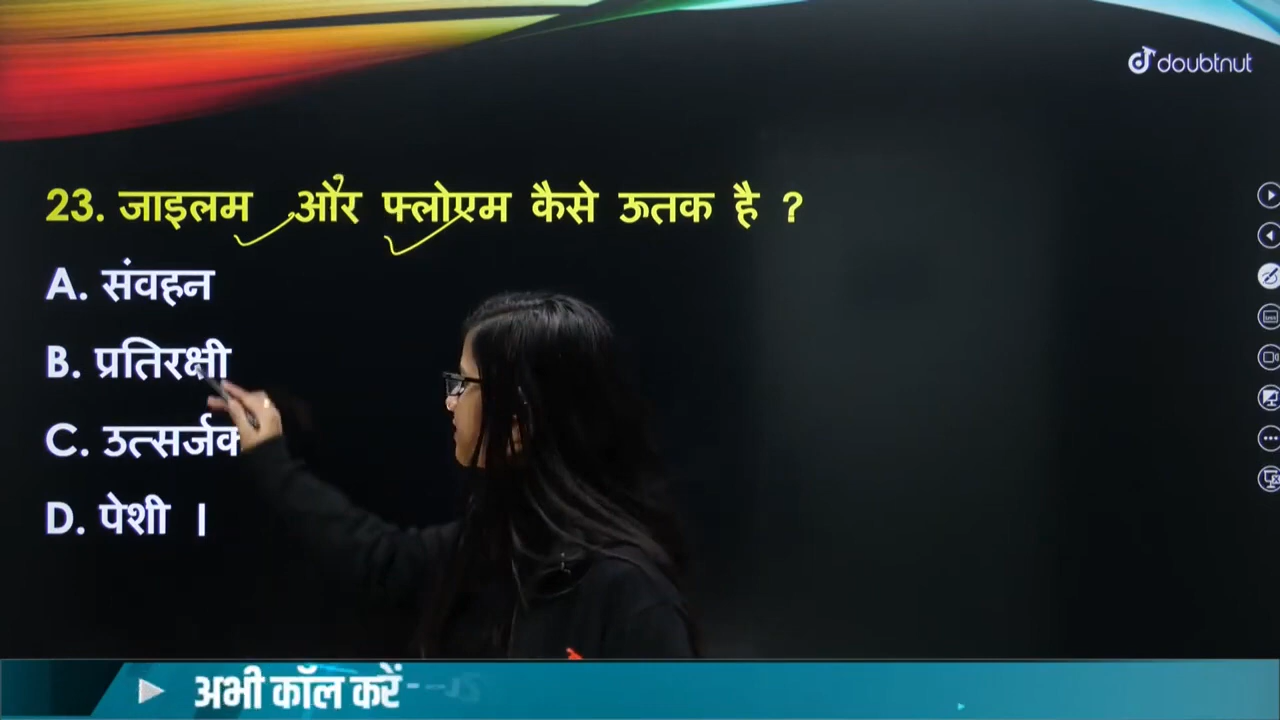 doubtnut
23. जाइलम और फ्लोएम कैसे ऊतक है ?
A. संवहन
B. प्रतिरक्षी
C. उत्सर्जक
D. पेशी ।
अभी कॉल करें